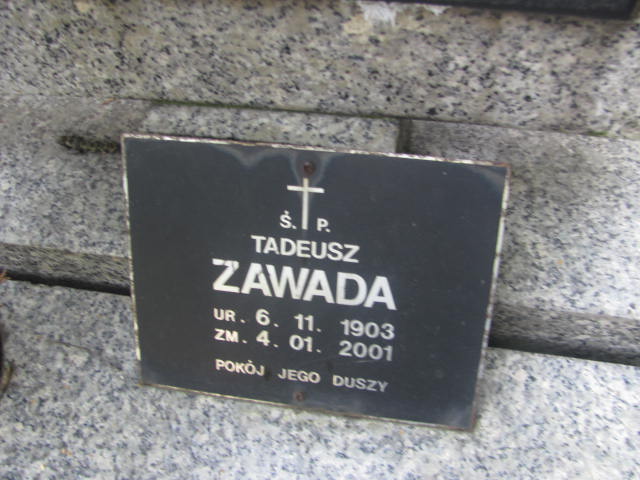 Ś. P.
TADEUSZ
ZAWADA
UR. 6. 11. 1903
ZM. 4. 01. 2001
POKÓJ JEGO DUSZY